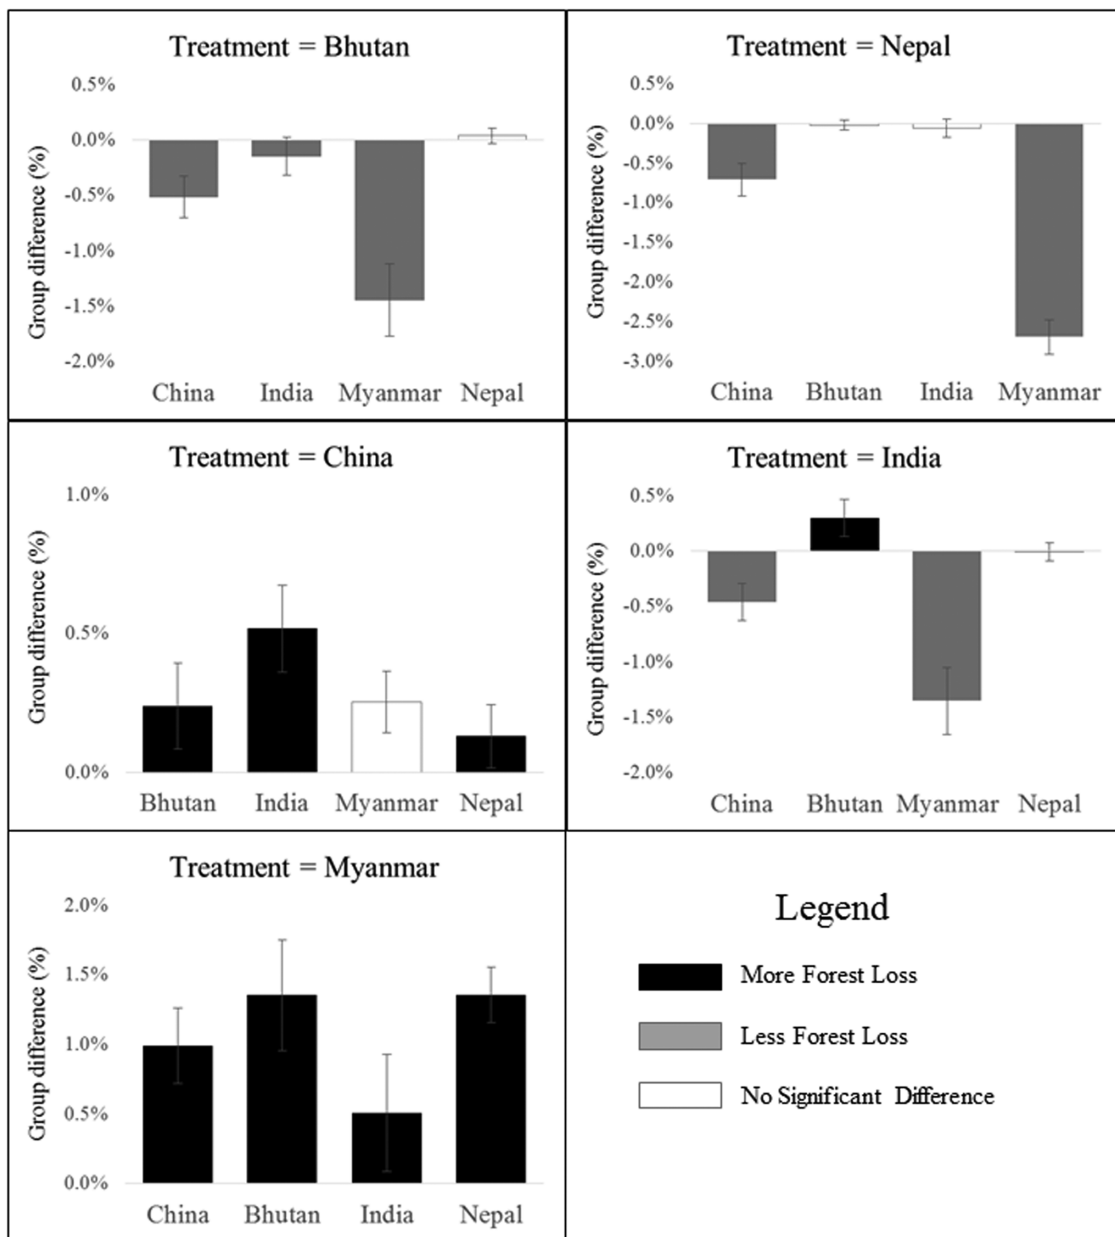 Treatment = Bhutan
Group difference (%)
0.5%
0.0%
-0.5%
-1.0%
-1.5%
-2.0%
China India Myanmar Nepal
Treatment = Nepal
Group difference (%)
0.5%
0.0%
-0.5%
-1.0%
-1.5%
-2.0%
-2.5%
-3.0%
China Bhutan India Myanmar
Treatment = China
Group difference (%)
1.0%
0.5%
0.0%
Bhutan India Myanmar Nepal
Treatment = India
Group difference (%)
0.5%
0.0%
-0.5%
-1.0%
-1.5%
-2.0%
China Bhutan Myanmar Nepal
Treatment = Myanmar
Group difference (%)
2.0%
1.5%
1.0%
0.5%
0.0%
China Bhutan India Nepal
Legend
More Forest Loss
Less Forest Loss
No Significant Difference